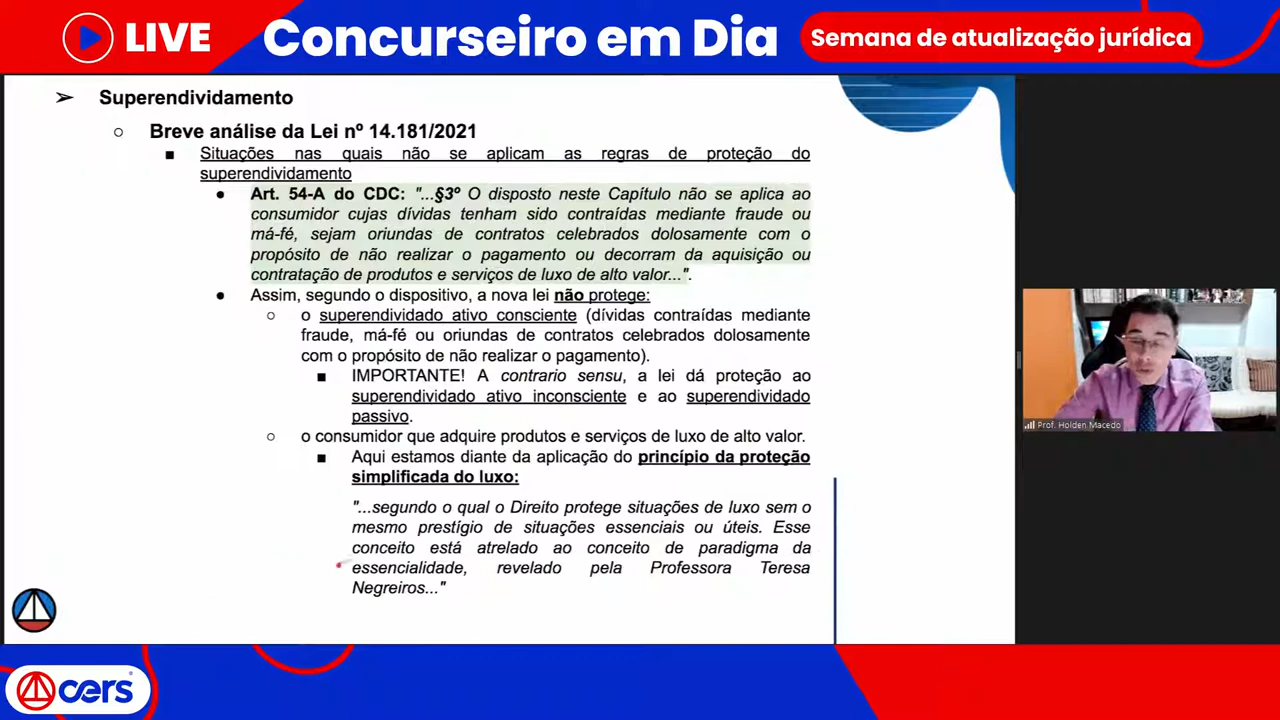 LIVE
Concurseiro em Dia
Semana de atualização jurídica
➢ Superendividamento
○ Breve análise da Lei nº 14.181/2021
■ Situações nas quais não se aplicam as regras de proteção do
superendividamento
● Art. 54-A do CDC: "...§3º O disposto neste Capítulo não se aplica ao
consumidor cujas dívidas tenham sido contraídas mediante fraude ou
má-fé, sejam oriundas de contratos celebrados dolosamente com o
propósito de não realizar o pagamento ou decorram da aquisição ou
contratação de produtos e serviços de luxo de alto valor...".
● Assim, segundo o dispositivo, a nova lei não protege:
○ o superendividado ativo consciente (dívidas contraídas mediante
fraude, má-fé ou oriundas de contratos celebrados dolosamente
com o propósito de não realizar o pagamento).
■ IMPORTANTE! A contrario sensu, a lei dá proteção ao
superendividado ativo inconsciente e ao superendividado
passivo.
○ o consumidor que adquire produtos e serviços de luxo de alto valor.
■ Aqui estamos diante da aplicação do princípio da proteção
simplificada do luxo:
"...segundo o qual o Direito protege situações de luxo sem o
mesmo prestígio de situações essenciais ou úteis. Esse
conceito está atrelado ao conceito de paradigma da
essencialidade, revelado pela Professora Teresa
Negreiros..."
Prof. Holden Macedo
cers